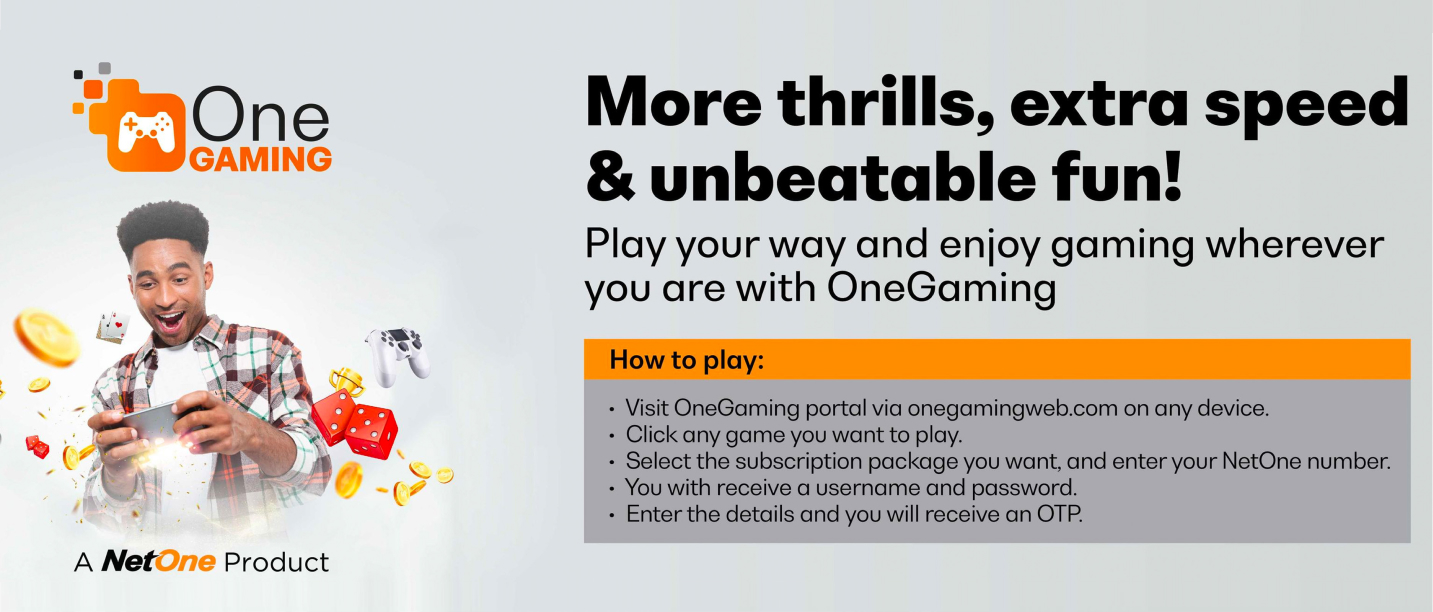 One
GAMING
More thrills, extra speed
& unbeatable fun!
Play your way and enjoy gaming wherever
you are with OneGaming
How to play:
• Visit OneGaming portal via onegamingweb.com on any device.
• Click any game you want to play.
• Select the subscription package you want, and enter your NetOne number.
• You with receive a username and password.
• Enter the details and you will receive an OTP.
A NetOne Product